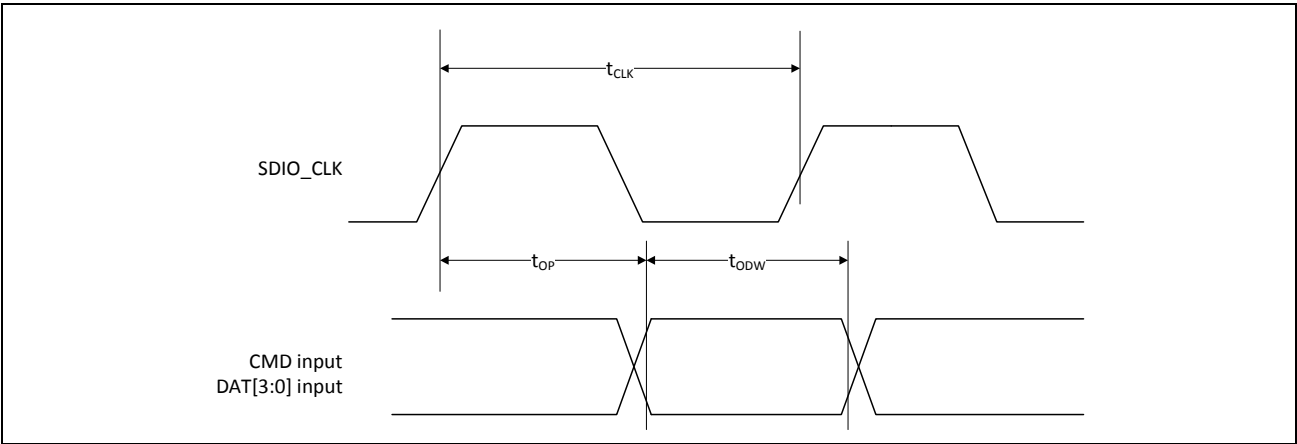 tCLK
SDIO_CLK
tOP
tODW
CMD input
DAT[3:0] input